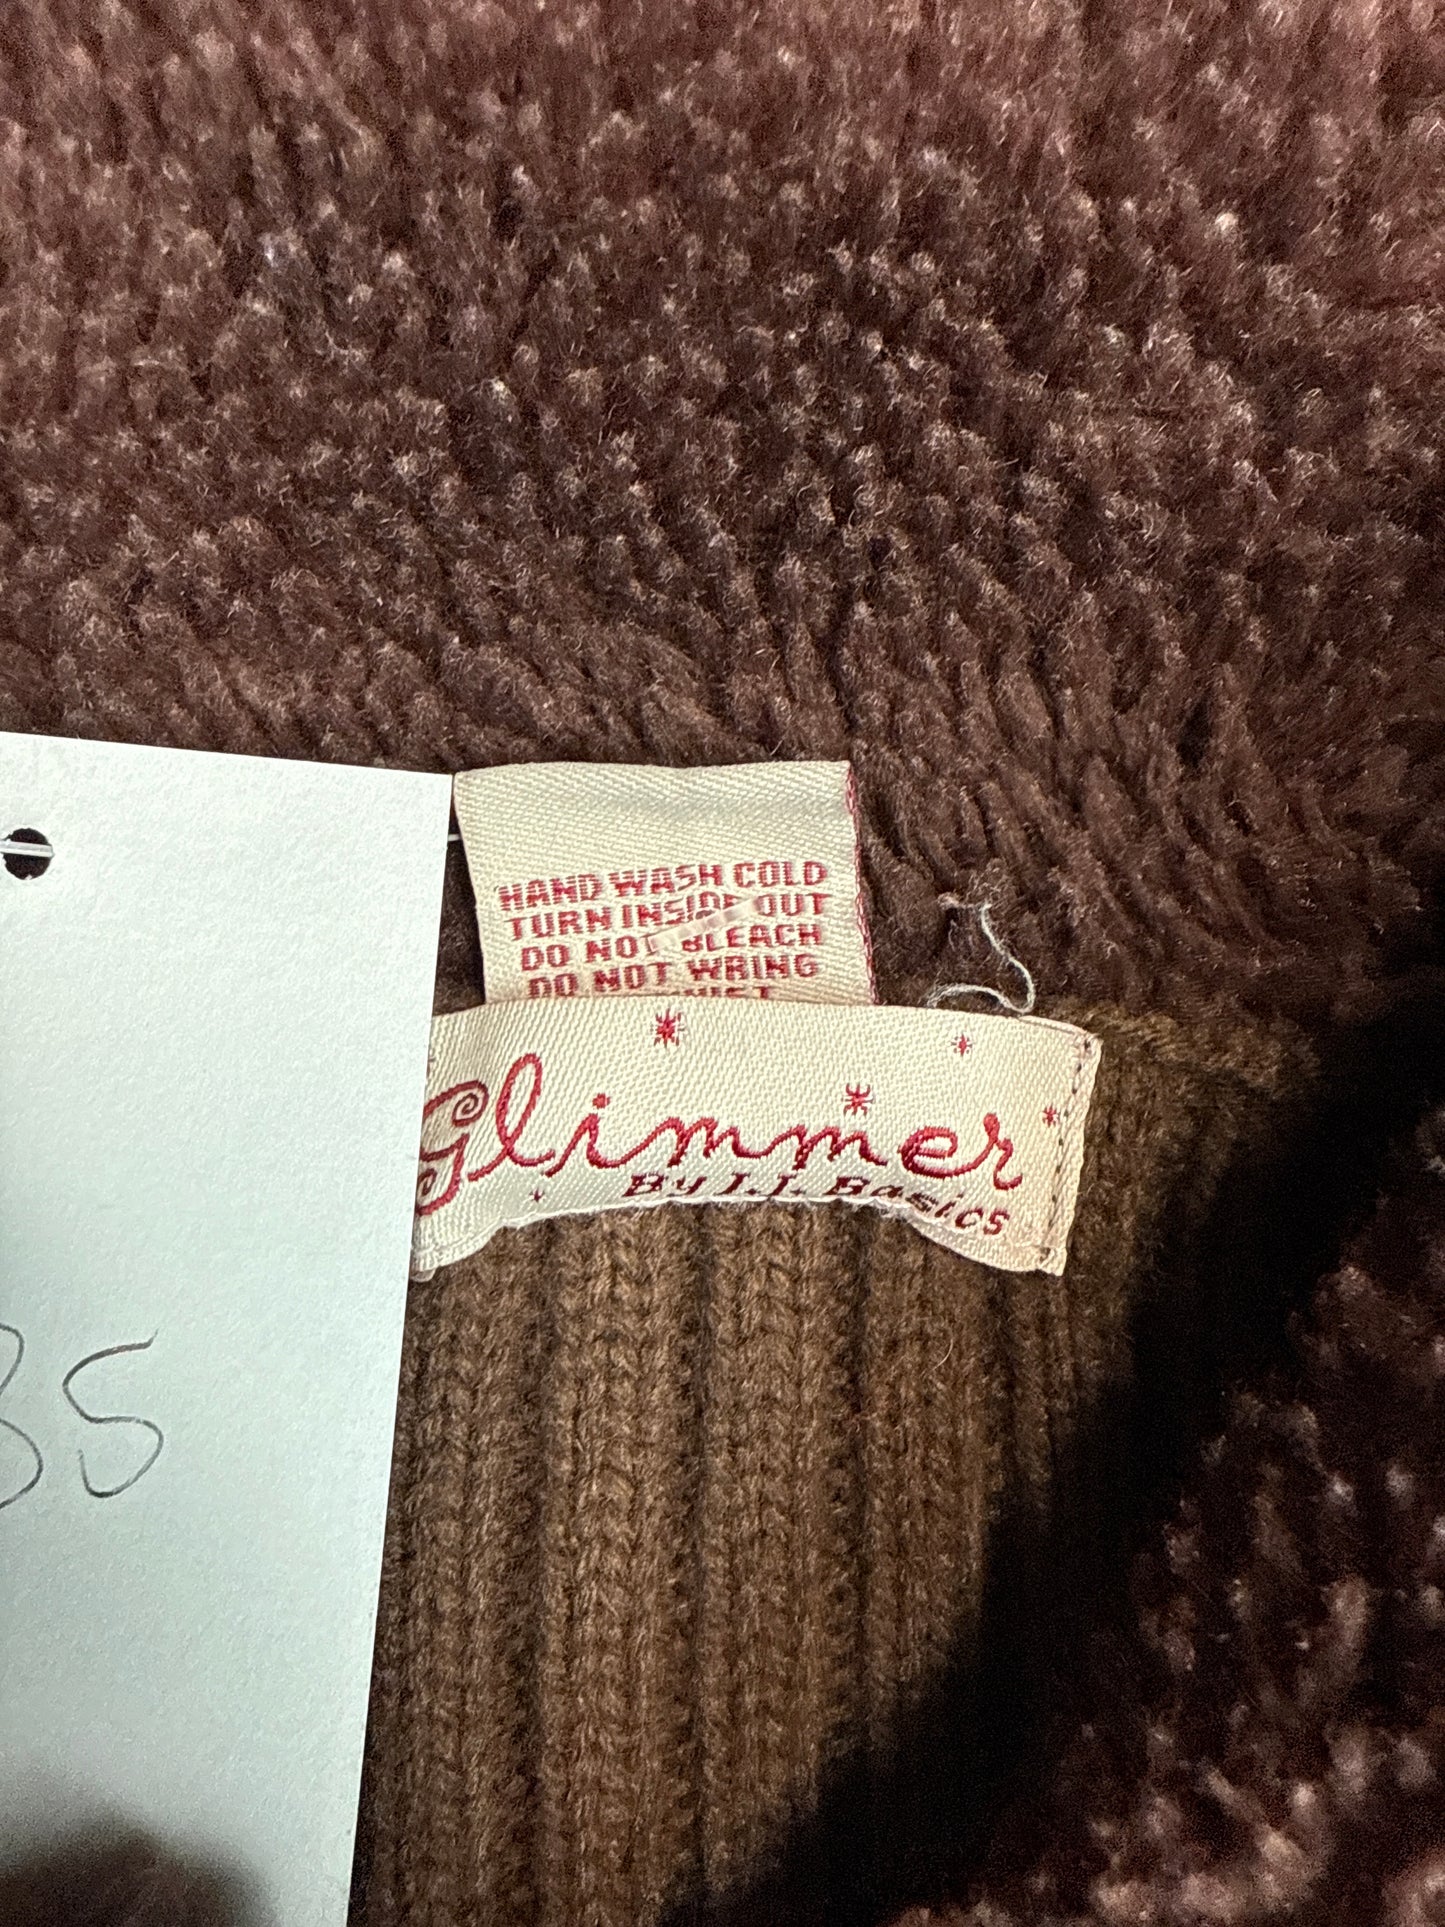 HAND WASH COLD
TURN INSIDE OUT
DO NOT BLEACH
DO NOT WRING
Glimmer
By I.I. Basics
35